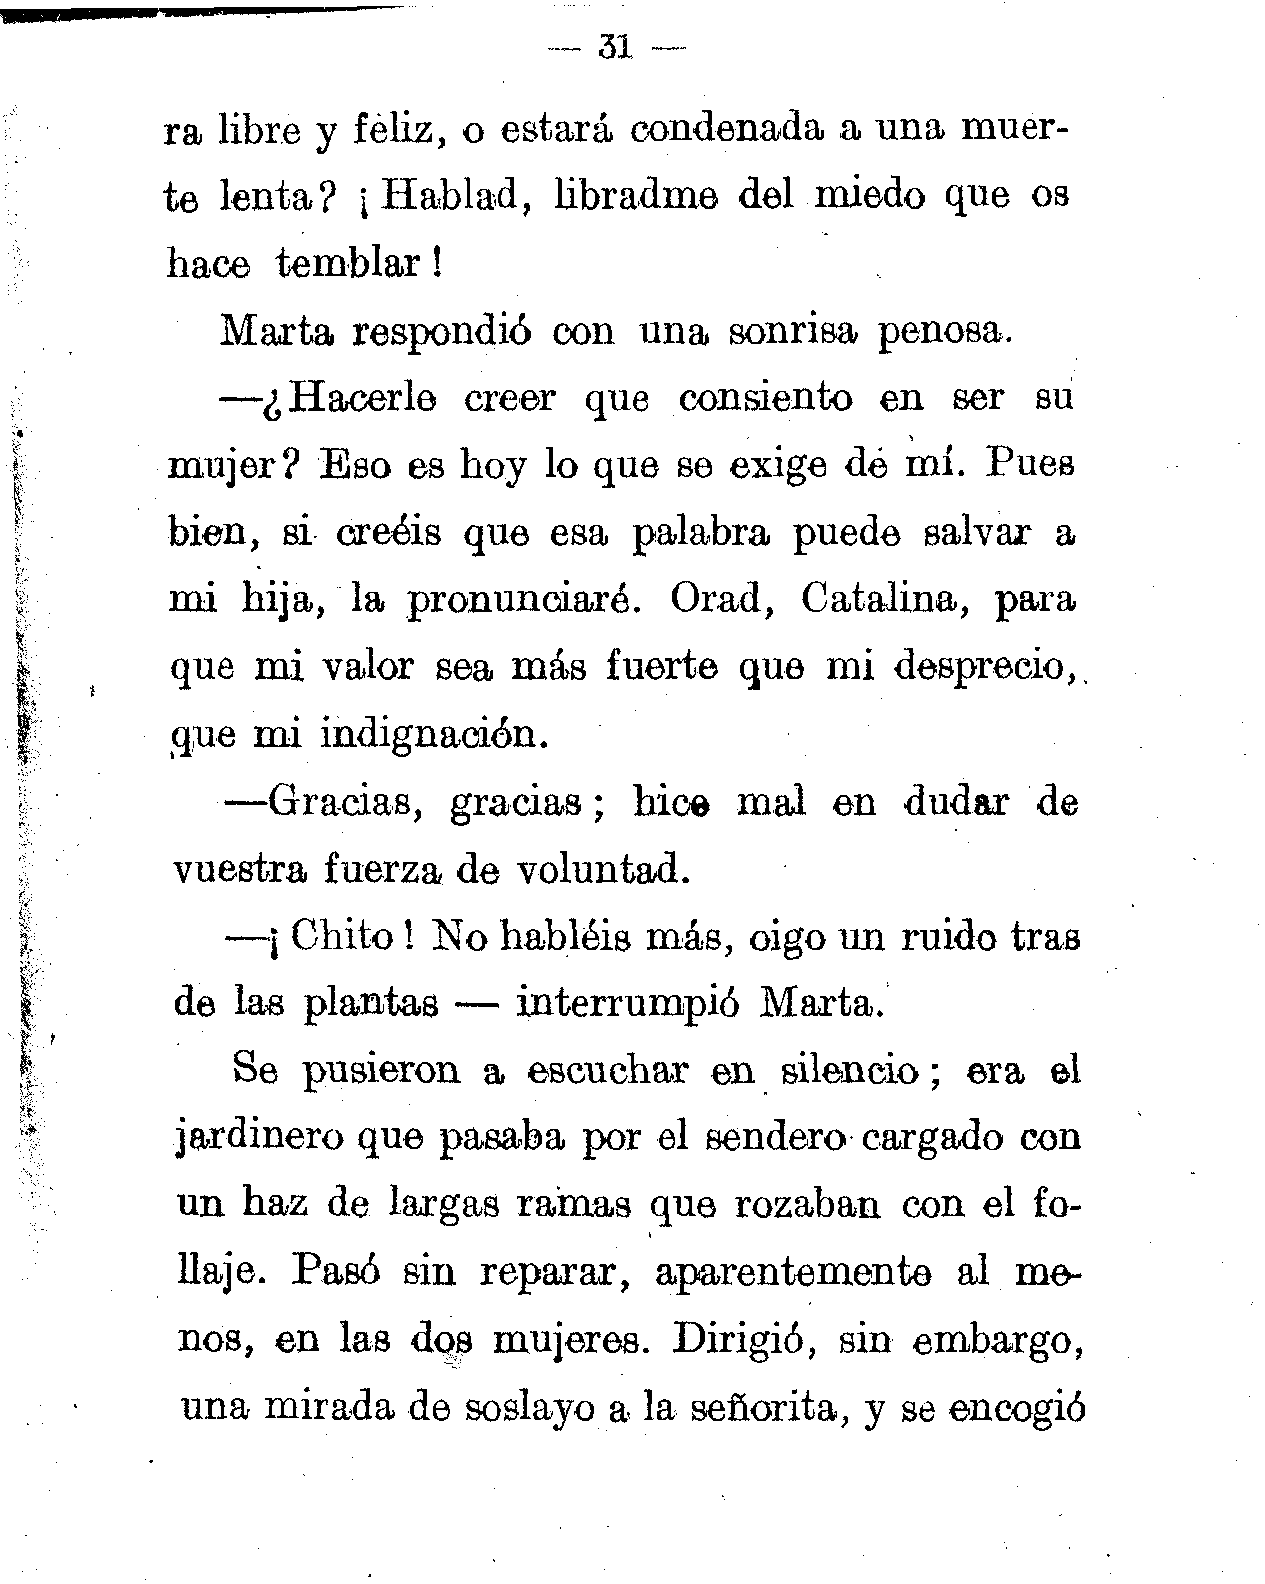 — 31 —
ra libre y feliz, o estará condenada a una muer-
te lenta? ¡Hablad, libradme del miedo que os
hace temblar!
Marta respondió con una sonrisa penosa.
—¿Hacerle creer que consiento en ser su
mujer? Eso es hoy lo que se exige de mí. Pues
bien, si creéis que esa palabra puede salvar a
mi hija, la pronunciaré. Orad, Catalina, para
que mi valor sea más fuerte que mi desprecio,
que mi indignación.
—Gracias, gracias; hice mal en dudar de
vuestra fuerza de voluntad.
—¡Chito! No habléis más, oigo un ruido tras
de las plantas — interrumpió Marta.
Se pusieron a escuchar en silencio; era el
jardinero que pasaba por el sendero cargado con
un haz de largas ramas que rozaban con el fo-
llaje. Pasó sin reparar, aparentemente al me-
nos, en las dos mujeres. Dirigió, sin embargo,
una mirada de soslayo a la señorita, y se encogió